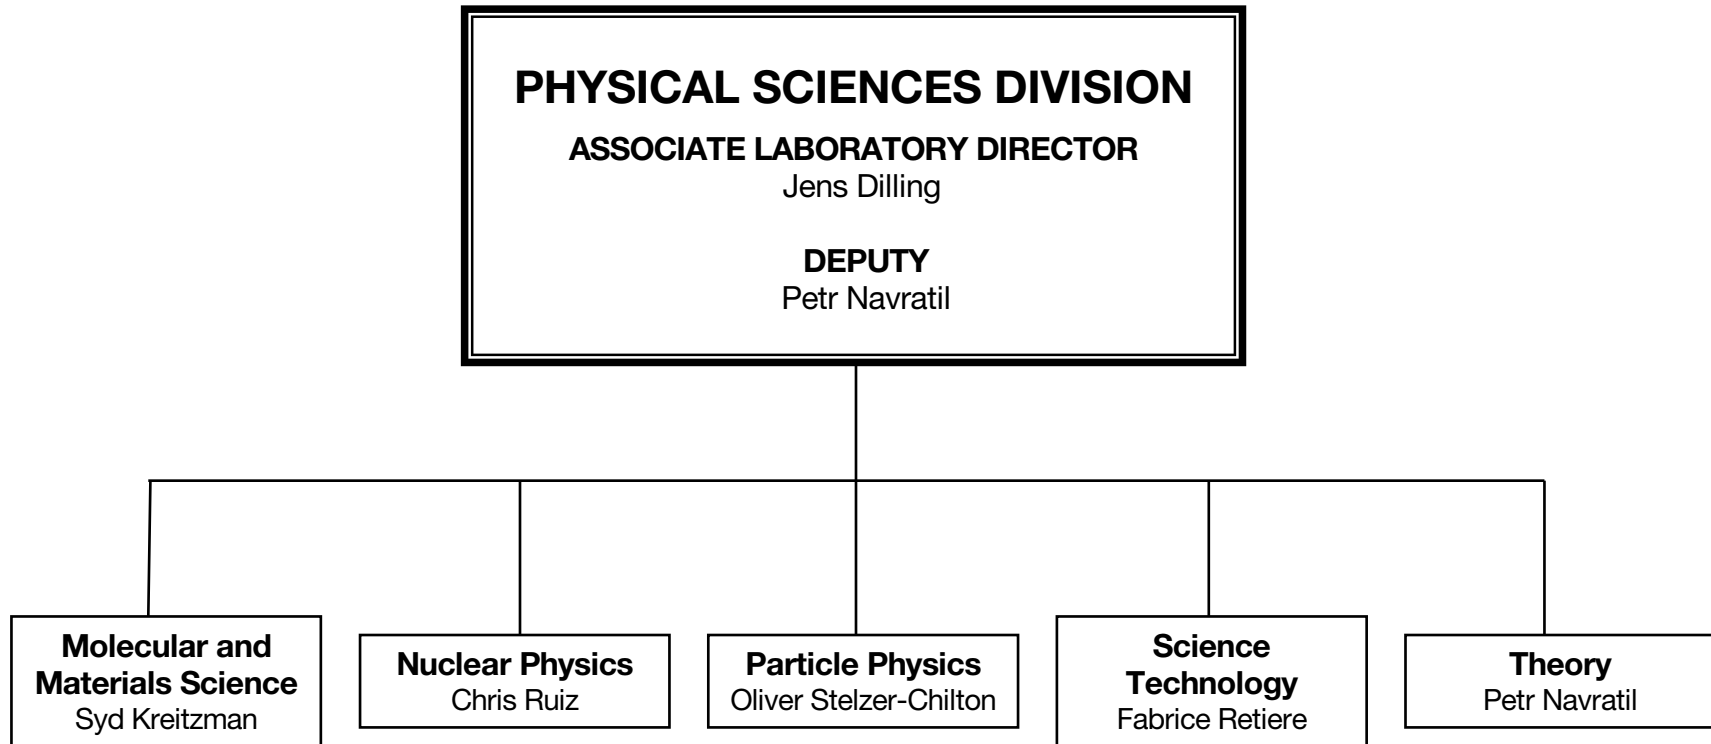 PHYSICAL SCIENCES DIVISION
ASSOCIATE LABORATORY DIRECTOR
Jens Dilling
DEPUTY
Petr Navratil
Molecular and
Materials Science
Syd Kreitzman
Nuclear Physics
Chris Ruiz
Particle Physics
Oliver Stelzer-Chilton
Science
Technology
Fabrice Retiere
Theory
Petr Navratil